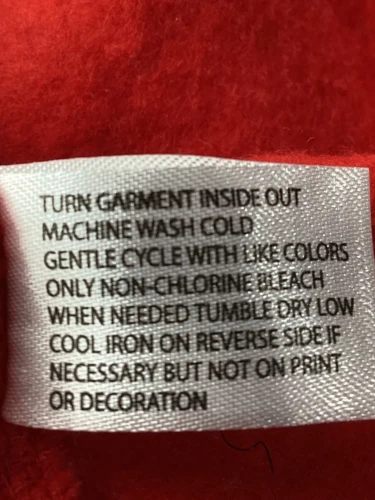 TURN GARMENT INSIDE OUT
MACHINE WASH COLD
GENTLE CYCLE WITH LIKE COLORS
ONLY NON-CHLORINE BLEACH
WHEN NEEDED TUMBLE DRY LOW
COOL IRON ON REVERSE SIDE IF
NECESSARY BUT NOT ON PRINT
OR DECORATION